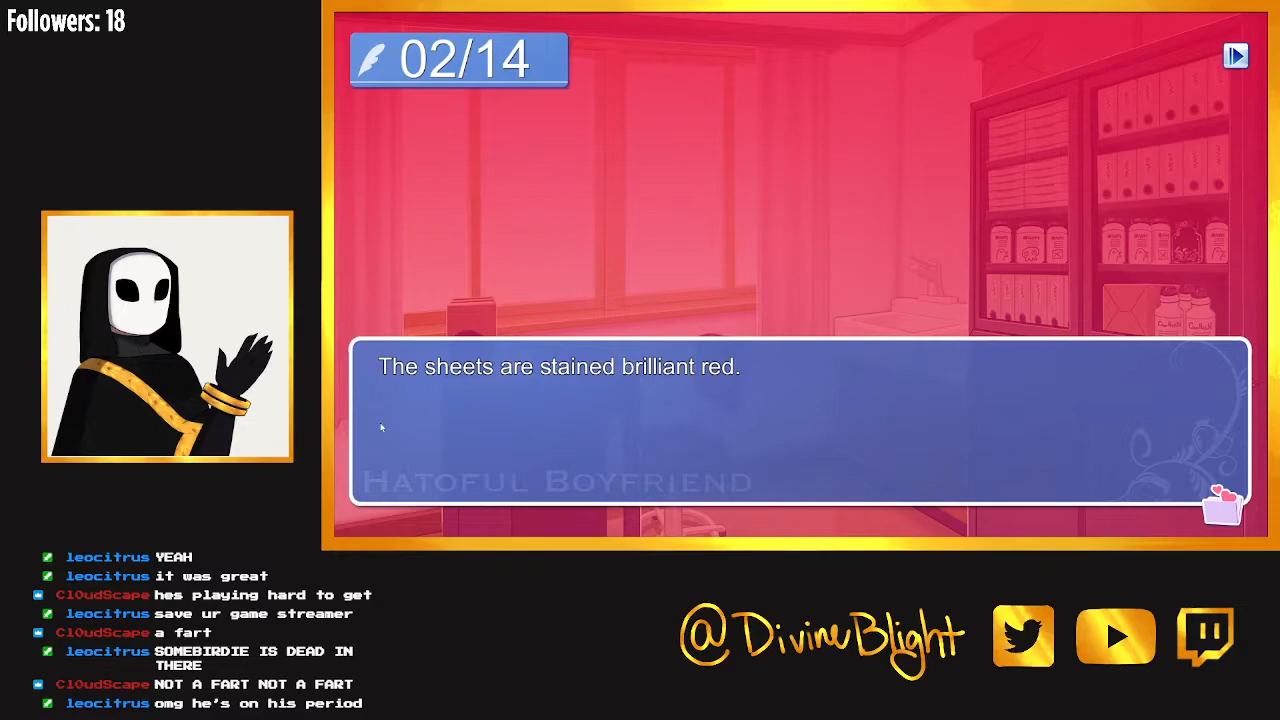 Followers: 18
02/14
The sheets are stained brilliant red.
HATOFUL BOYFRIEND
leocitrus YEAH
leocitrus it was great
Cl0udScape hes playing hard to get
leocitrus save ur game streamer
Cl0udScape a fart
leocitrus SOMEBIRDIE IS DEAD IN
THERE
Cl0udScape NOT A FART NOT A FART
leocitrus omg he's on his period
@DivineBlight